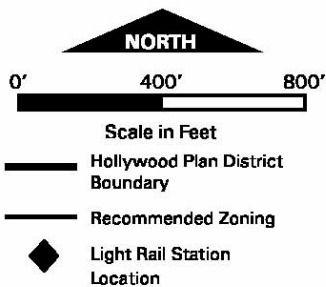 NORTH
0' 400' 800'
Scale in Feet
Hollywood Plan District
Boundary
Recommended Zoning
Light Rail Station
Location